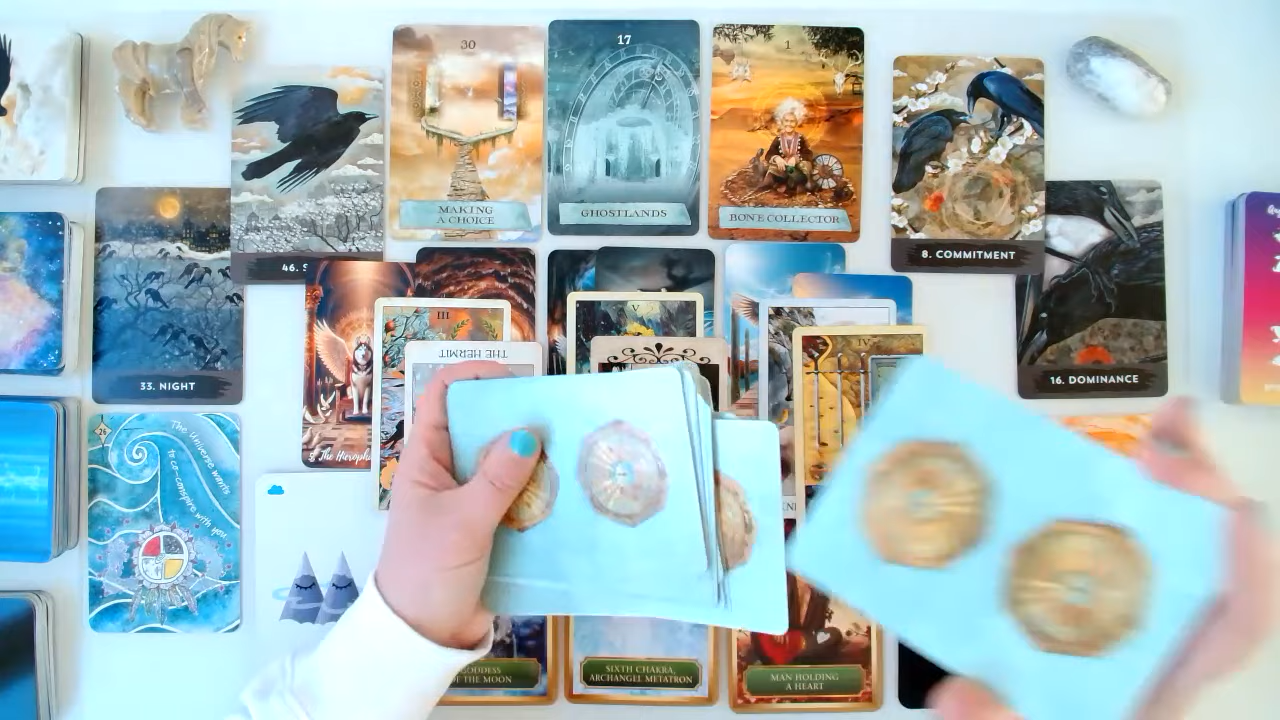 30
MAKING
A CHOICE
17
GHOSTLANDS
1
BONE COLLECTOR
46. S
8. COMMITMENT
33. NIGHT
16. DOMINANCE
III
V
IV
THE HERMIT
5 The Hieroph
26
The Universe wants
to co-conspire with you
OF THE MOON
SIXTH CHAKRA,
ARCHANGEL METATRON
MAN HOLDING
A HEART